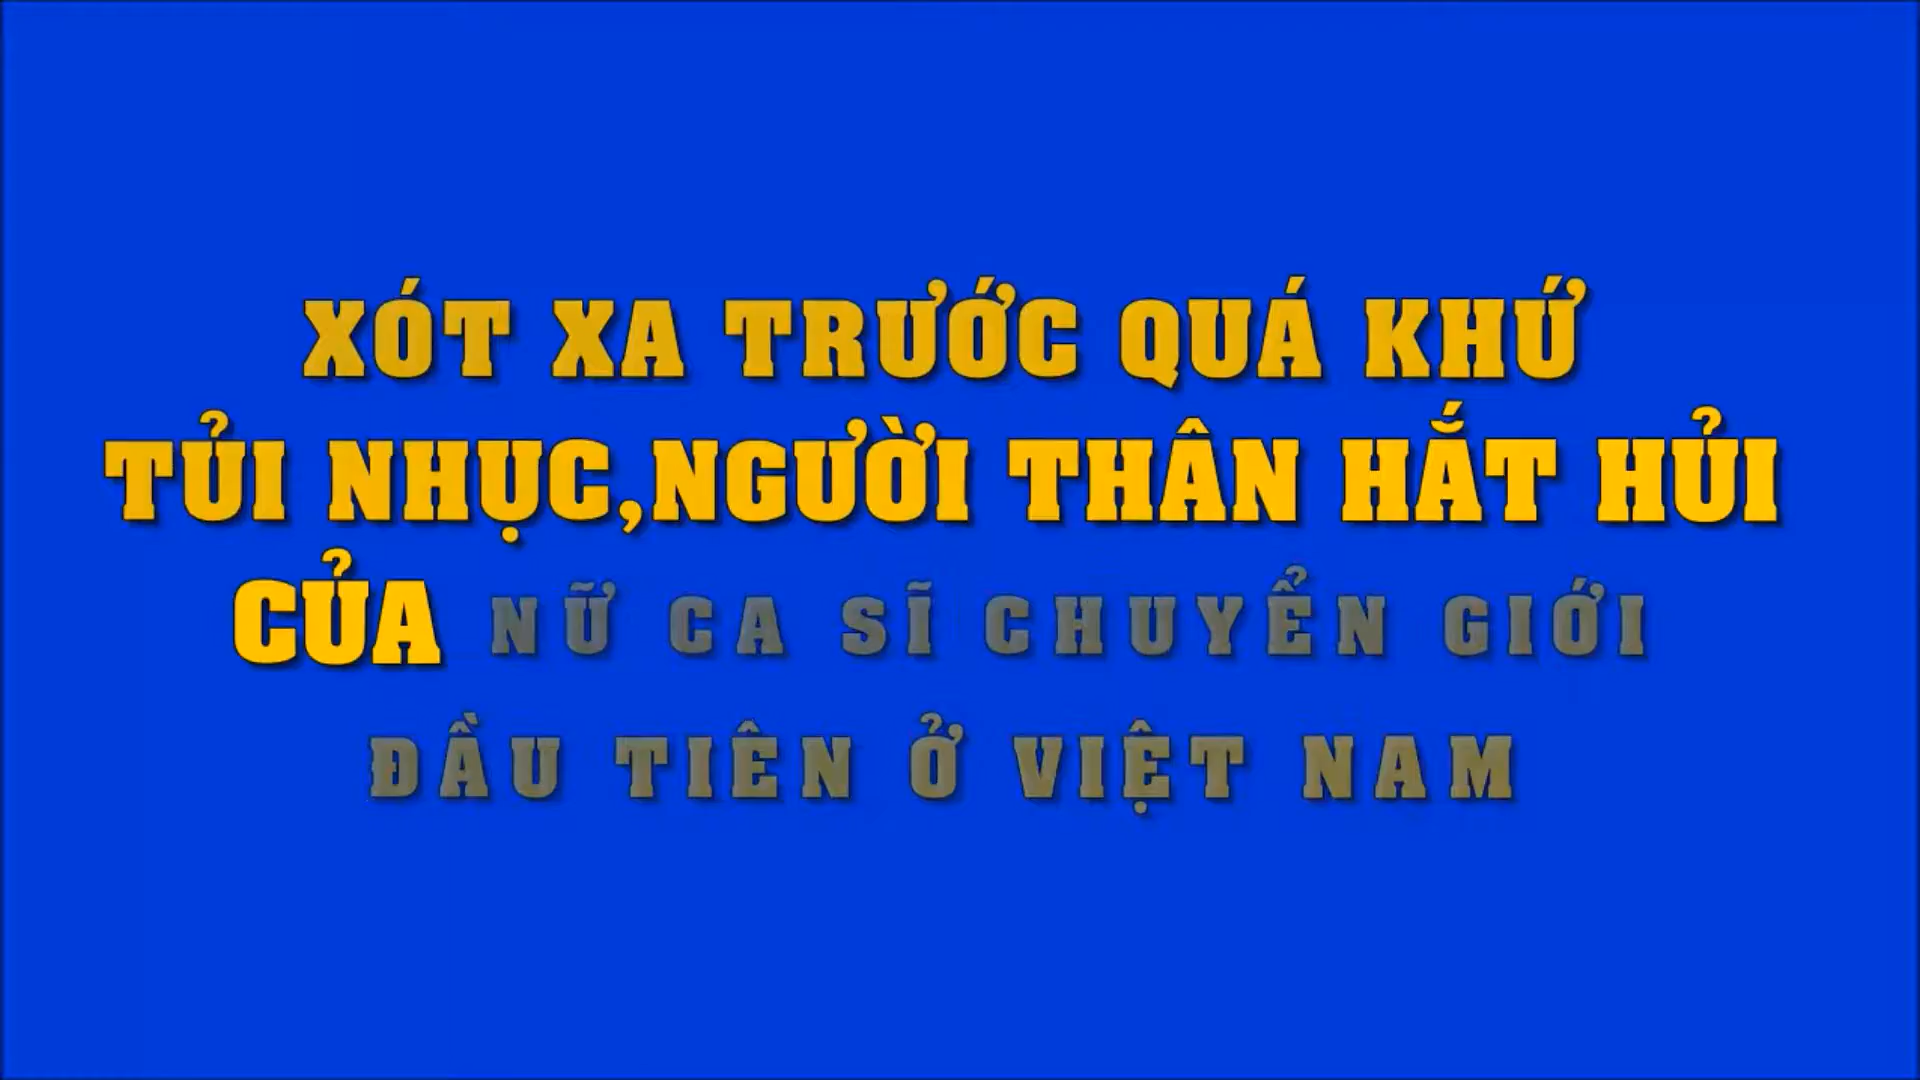 XÓT XA TRƯỚC QUÁ KHỨ
TỦI NHỤC,NGƯỜI THÂN HẮT HỦI
CỦA NỮ CA SĨ CHUYỂN GIỚI
ĐẦU TIÊN Ở VIỆT NAM